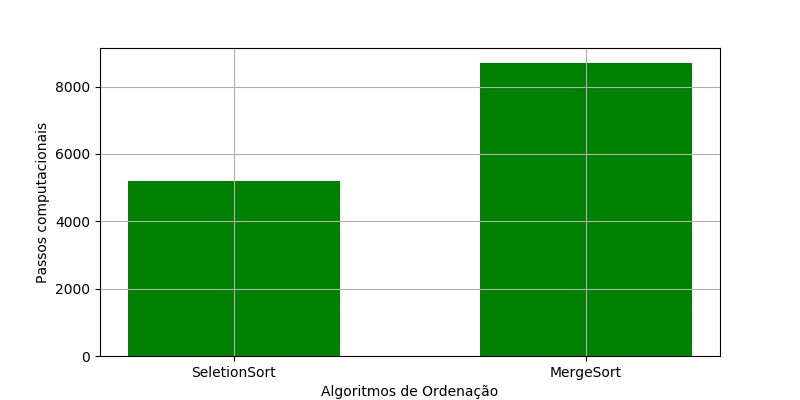 8000
6000
4000
2000
0
Passos computacionais
SeletionSort
MergeSort
Algoritmos de Ordenação